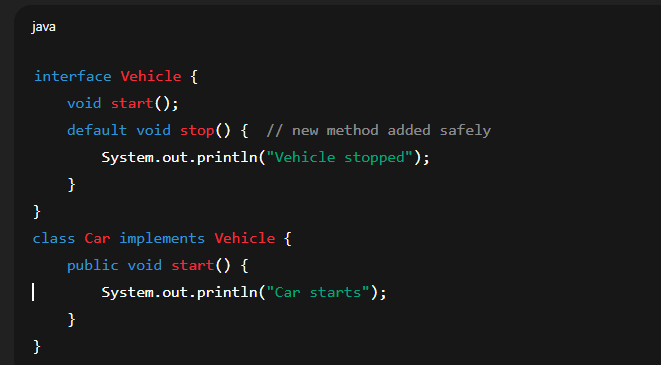 java
interface Vehicle {
    void start();
    default void stop() {  // new method added safely
        System.out.println("Vehicle stopped");
    }
}
class Car implements Vehicle {
    public void start() {
        System.out.println("Car starts");
    }
}